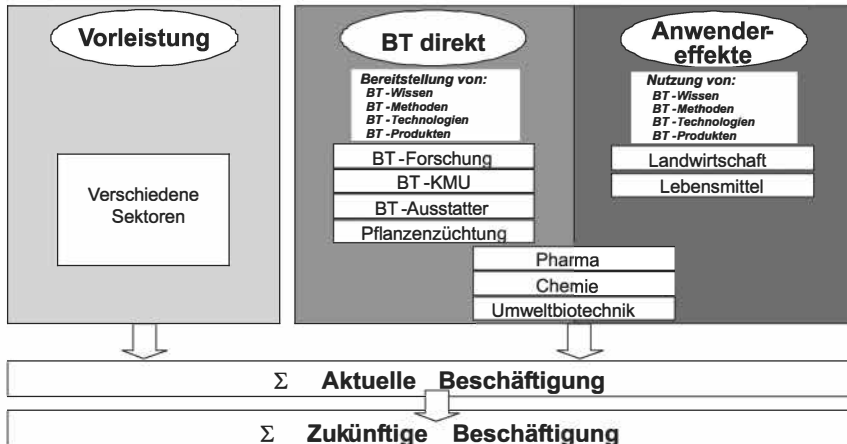 Vorleistung
Verschiedene
Sektoren
BT direkt
Bereitstellung von:
BT-Wissen
BT-Methoden
BT-Technologien
BT-Produkten
BT-Forschung
BT-KMU
BT-Ausstatter
Pflanzenzüchtung
Anwender-
effekte
Nutzung von:
BT-Wissen
BT-Methoden
BT-Technologien
BT-Produkten
Landwirtschaft
Lebensmittel
Pharma
Chemie
Umweltbiotechnik
Σ Aktuelle Beschäftigung
Σ Zukünftige Beschäftigung